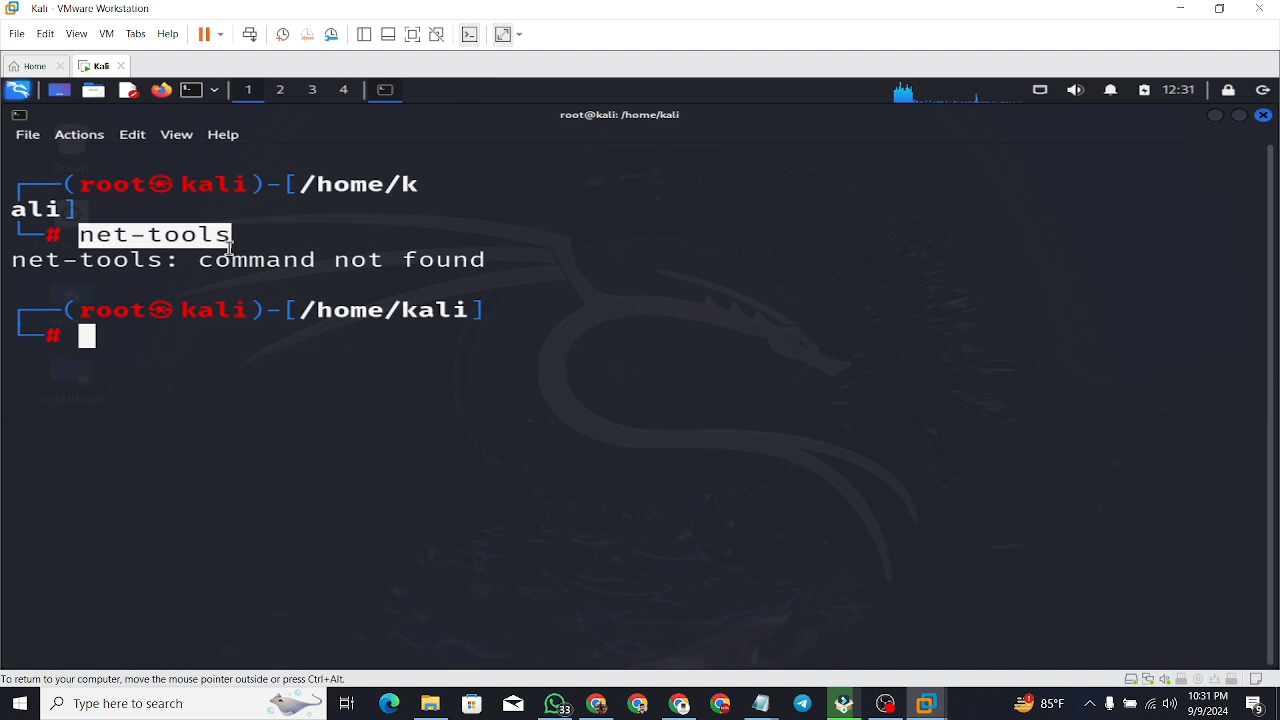 Kali - VMware Workstation
File Edit View VM Tabs Help
Home Kali
1 2 3 4 12:31
root@kali: /home/kali
File Actions Edit View Help
Trash
┌──(root㉿kali)-[/home/k
ali]
└─# net-tools
net-tools: command not found
┌──(root㉿kali)-[/home/kali]
└─#
To return to your computer, move the mouse pointer outside or press Ctrl+Alt.
Type here to search
33
1 85°F
10:31 PM
9/9/2024
8